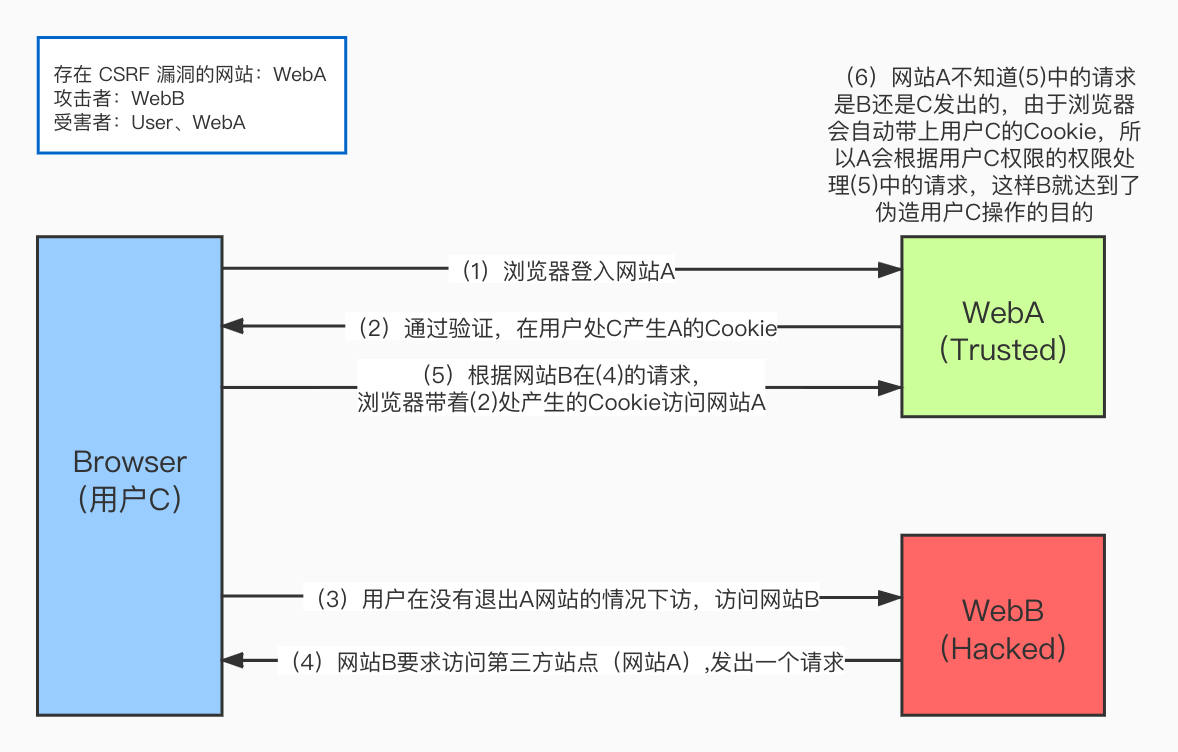 存在 CSRF 漏洞的网站：WebA
攻击者：WebB
受害者：User、WebA
（6）网站A不知道(5)中的请求
是B还是C发出的，由于浏览器
会自动带上用户C的Cookie，所
以A会根据用户C权限的权限处
理(5)中的请求，这样B就达到了
伪造用户C操作的目的
（1）浏览器登入网站A
（2）通过验证，在用户处C产生A的Cookie
（5）根据网站B在(4)的请求，
浏览器带着(2)处产生的Cookie访问网站A
WebA
（Trusted）
Browser
（用户C）
（3）用户在没有退出A网站的情况下访，访问网站B
（4）网站B要求访问第三方站点（网站A）,发出一个请求
WebB
（Hacked）